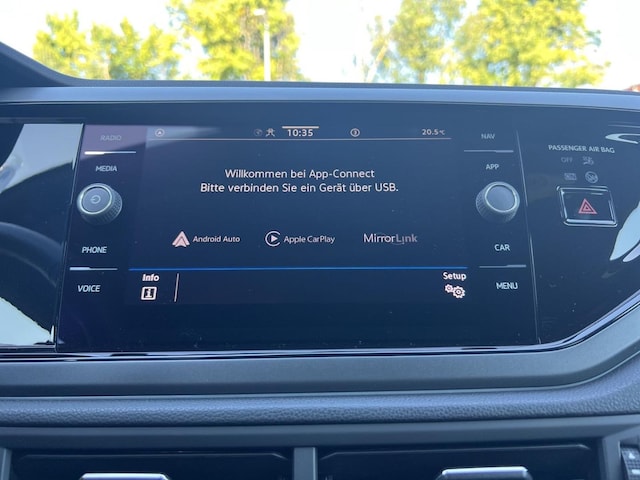 RADIO
10:35
20.5°C
NAV
PASSENGER AIR BAG
OFF
MEDIA
APP
Willkommen bei App-Connect
Bitte verbinden Sie ein Gerät über USB.
Android Auto
Apple CarPlay
MirrorLink
PHONE
CAR
Info
Setup
VOICE
MENU